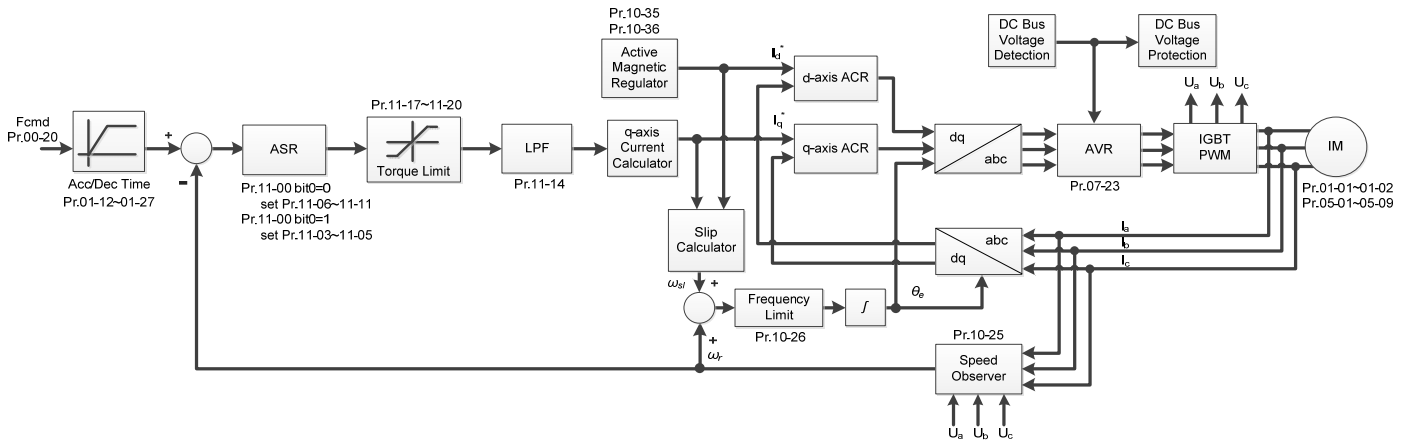 Fcmd
Pr.00-20
+
-
Acc/Dec Time
Pr.01-12~01-27
ASR
Pr.11-00 bit0=0
set Pr.11-06~11-11
Pr.11-00 bit0=1
set Pr.11-03~11-05
Pr.11-17~11-20
Torque Limit
LPF
Pr.11-14
q-axis
Current
Calculator
Pr.10-35
Pr.10-36
Active
Magnetic
Regulator
Id*
d-axis ACR
Iq*
q-axis ACR
dq
abc
DC Bus
Voltage
Detection
DC Bus
Voltage
Protection
AVR
Pr.07-23
Ua Ub Uc
IGBT
PWM
IM
Pr.01-01~01-02
Pr.05-01~05-09
Slip
Calculator
ωsl
+
Frequency
Limit
Pr.10-26
∫
θe
+
ωr
abc
dq
Ia
Ib
Ic
Pr.10-25
Speed
Observer
Ua Ub Uc